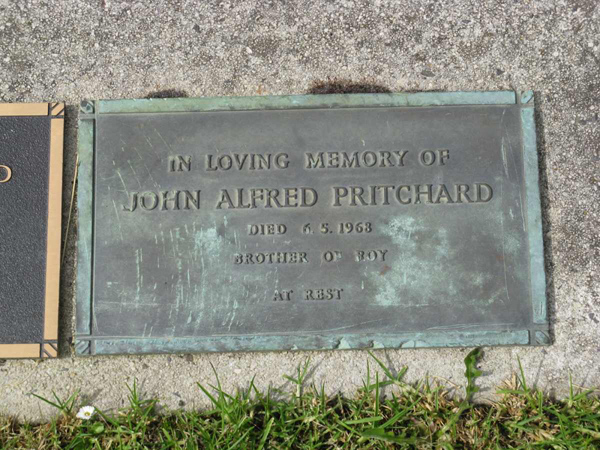 IN LOVING MEMORY OF
JOHN ALFRED PRITCHARD
DIED 6.5.1968
BROTHER OF ROY
AT REST